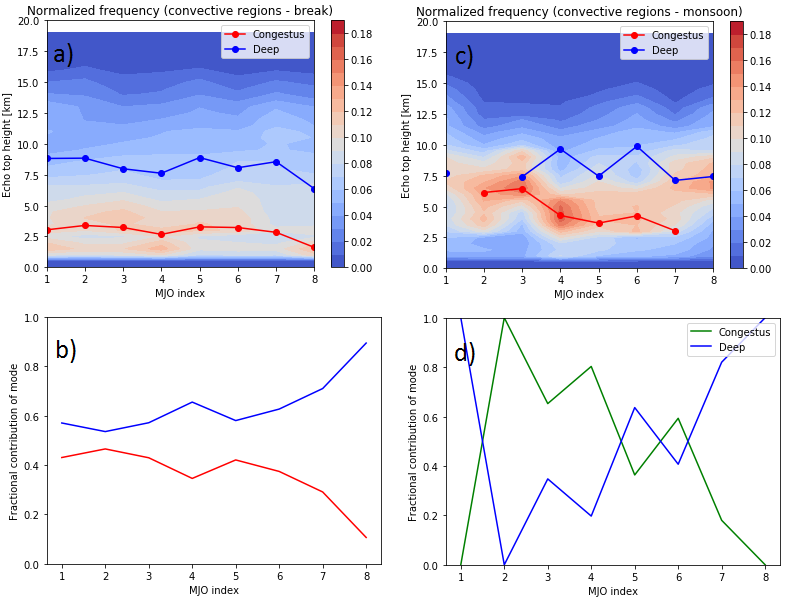 Normalized frequency (convective regions - break)
a)
Congestus
Deep
Echo top height [km]
20.0
17.5
15.0
12.5
10.0
7.5
5.0
2.5
0.0
1 2 3 4 5 6 7 8
MJO index
0.18
0.16
0.14
0.12
0.10
0.08
0.06
0.04
0.02
0.00
Normalized frequency (convective regions - monsoon)
c)
Congestus
Deep
Echo top height [km]
20.0
17.5
15.0
12.5
10.0
7.5
5.0
2.5
0.0
1 2 3 4 5 6 7 8
MJO index
0.18
0.16
0.14
0.12
0.10
0.08
0.06
0.04
0.02
0.00
b)
Fractional contribution of mode
1.0
0.8
0.6
0.4
0.2
0.0
1 2 3 4 5 6 7 8
MJO index
d)
Congestus
Deep
Fractional contribution of mode
1.0
0.8
0.6
0.4
0.2
0.0
1 2 3 4 5 6 7 8
MJO index